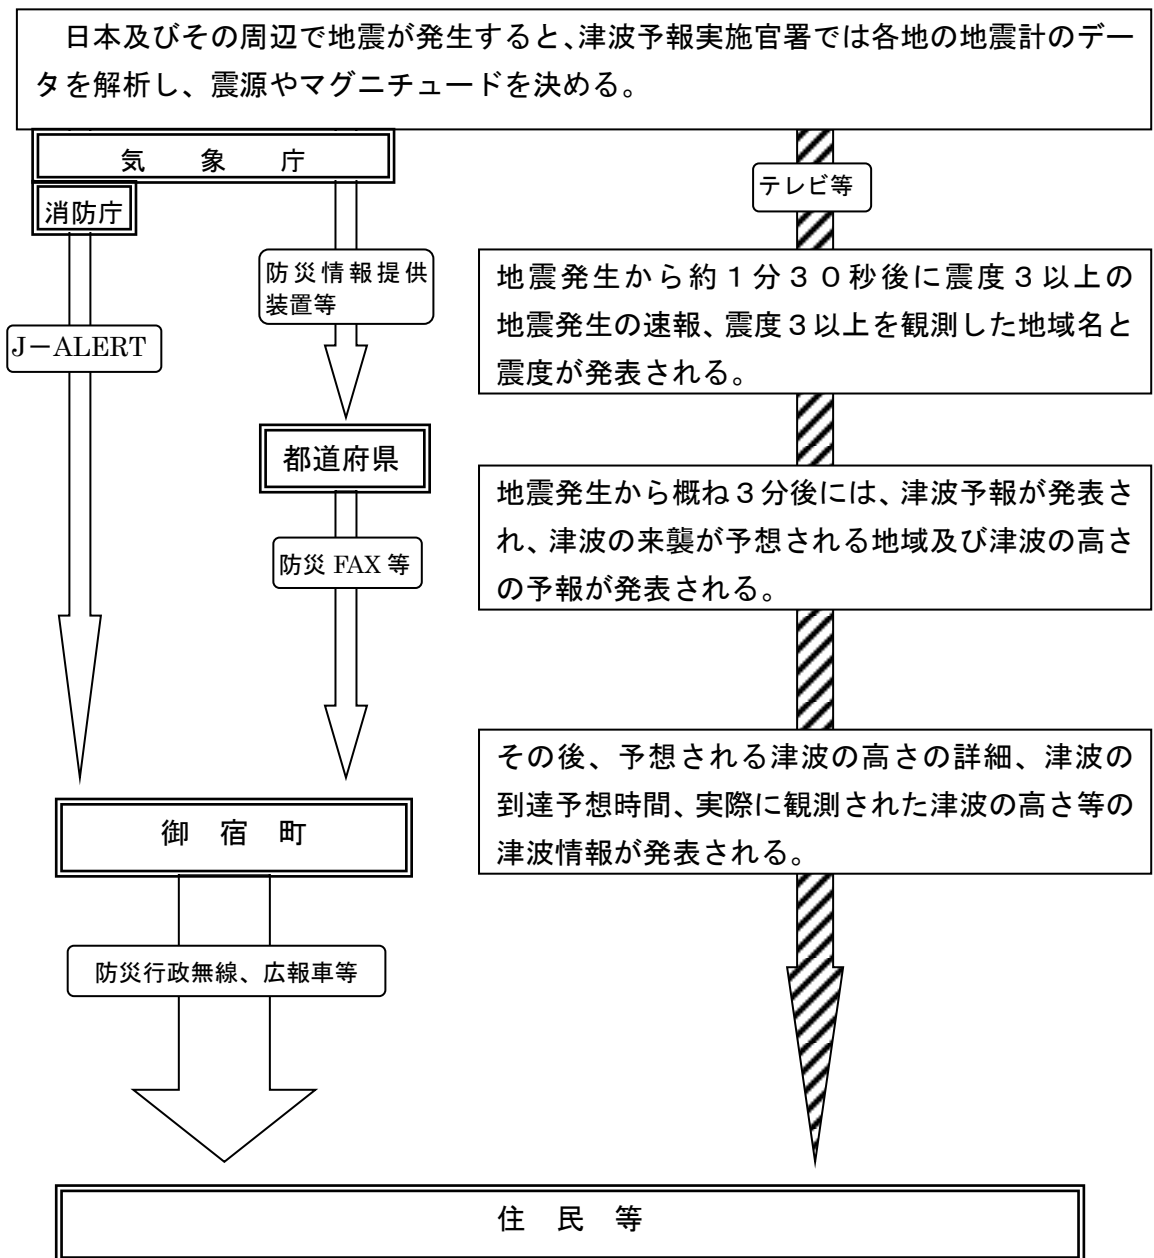 日本及びその周辺で地震が発生すると、津波予報実施官署では各地の地震計のデー
タを解析し、震源やマグニチュードを決める。
気　象　庁
消防庁
テレビ等
防災情報提供
装置等
J－ALERT
地震発生から約１分３０秒後に震度３以上の
地震発生の速報、震度３以上を観測した地域名と
震度が発表される。
都道府県
防災 FAX 等
地震発生から概ね３分後には、津波予報が発表さ
れ、津波の来襲が予想される地域及び津波の高さ
の予報が発表される。
その後、予想される津波の高さの詳細、津波の
到達予想時間、実際に観測された津波の高さ等の
津波情報が発表される。
御　宿　町
防災行政無線、広報車等
住　民　等